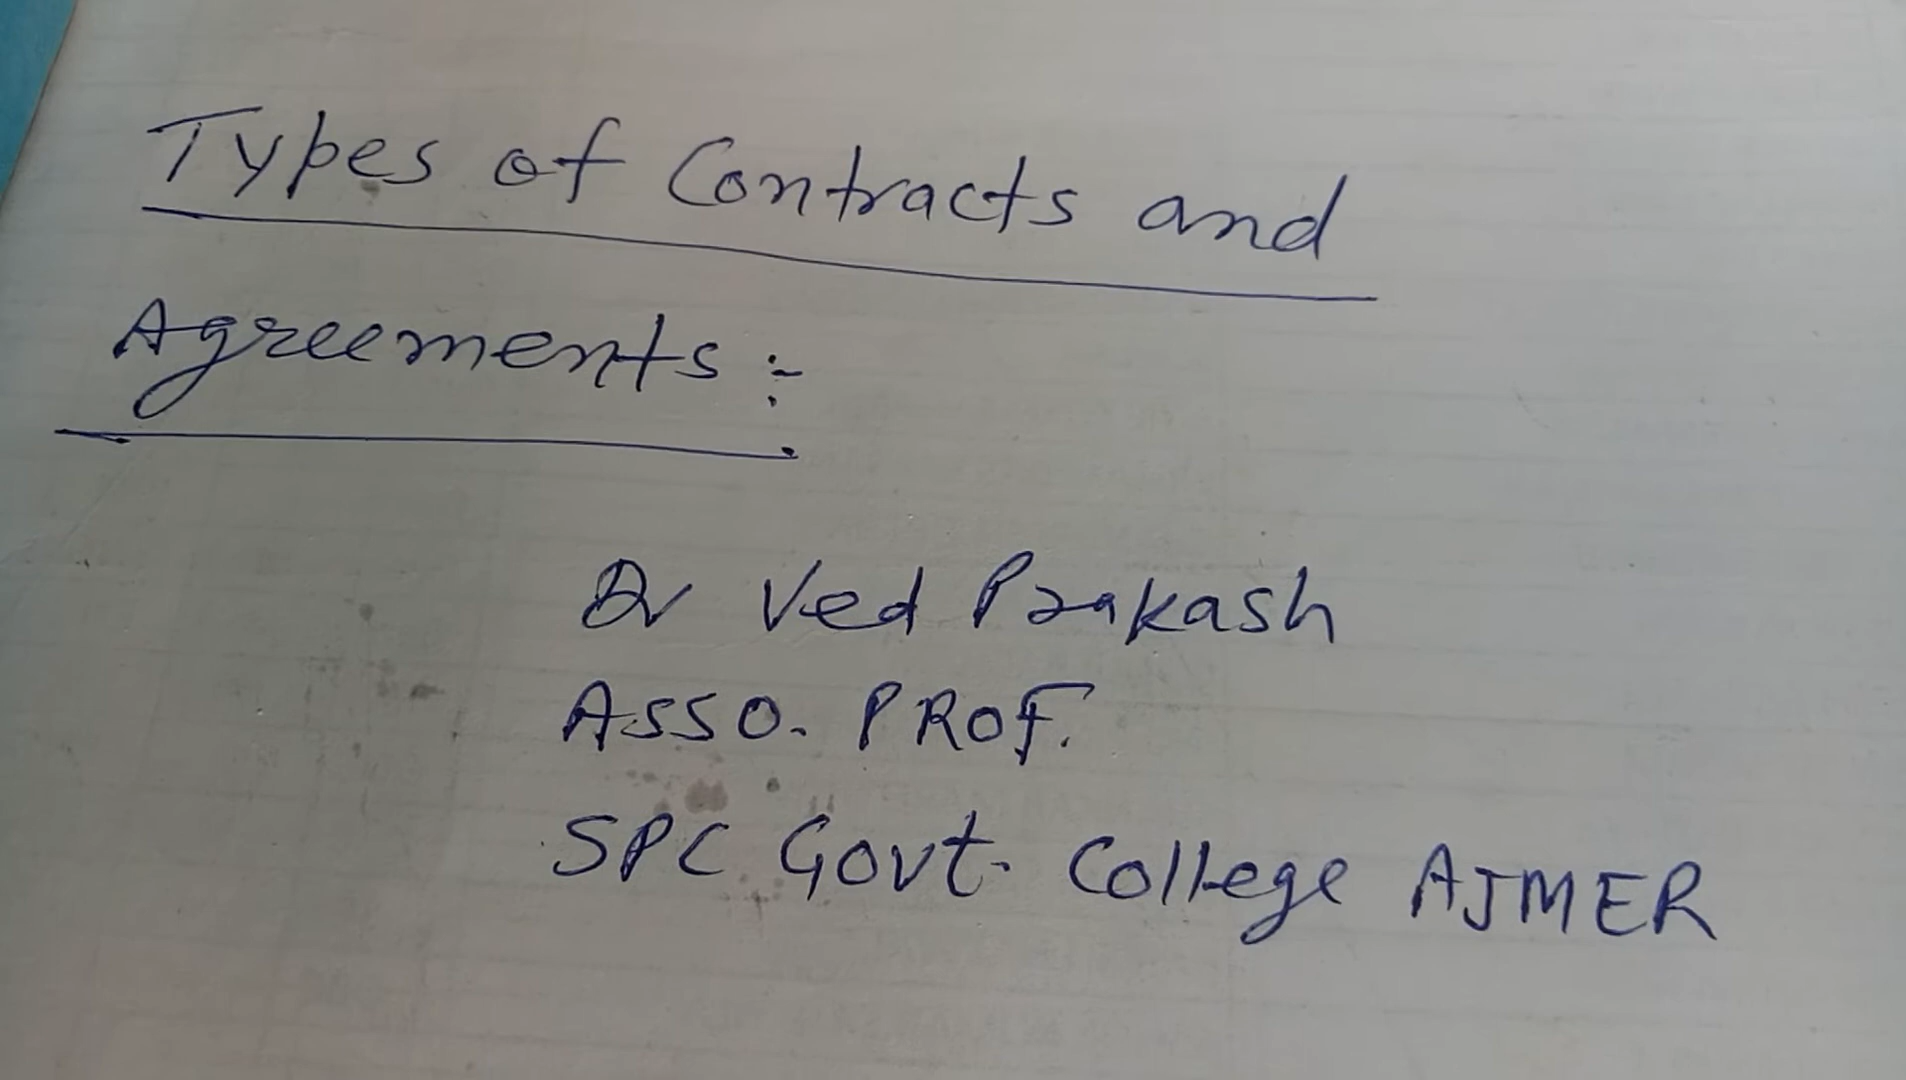 Types of Contracts and
Agreements :-
Dr Ved Prakash
Asso. PROF.
SPC Govt. College AJMER